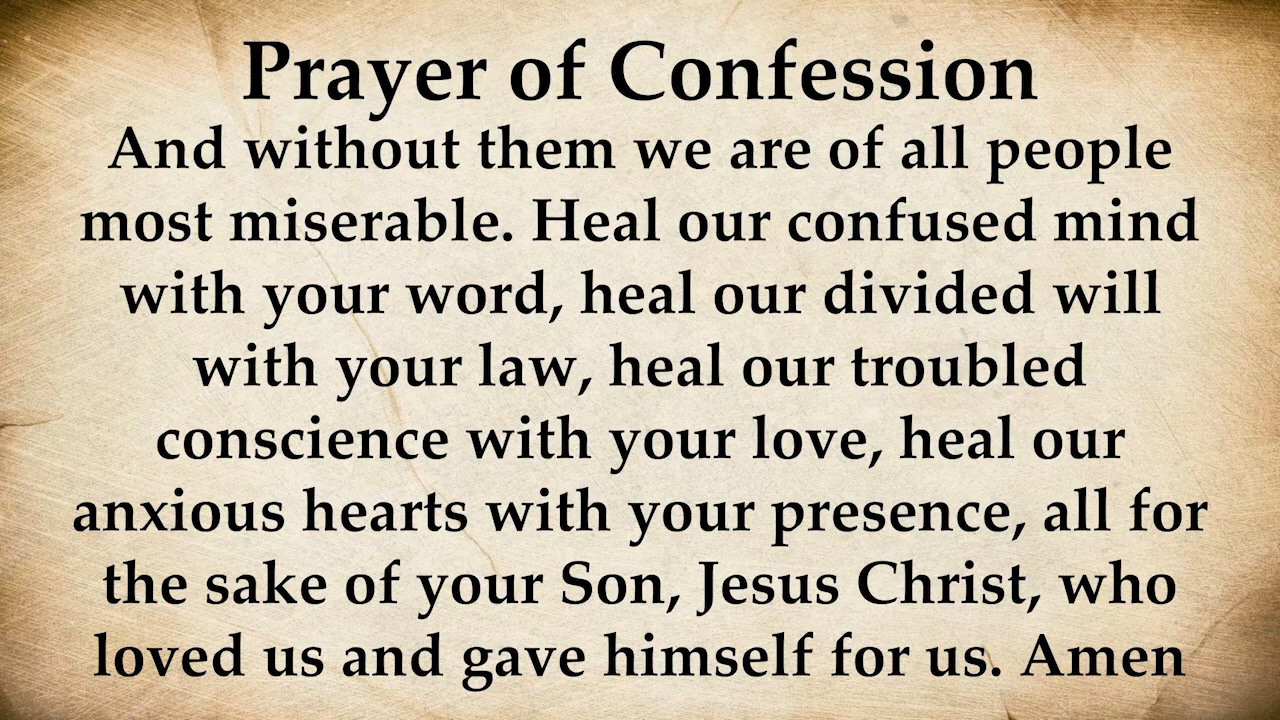 Prayer of Confession
And without them we are of all people
most miserable. Heal our confused mind
with your word, heal our divided will
with your law, heal our troubled
conscience with your love, heal our
anxious hearts with your presence, all for
the sake of your Son, Jesus Christ, who
loved us and gave himself for us. Amen